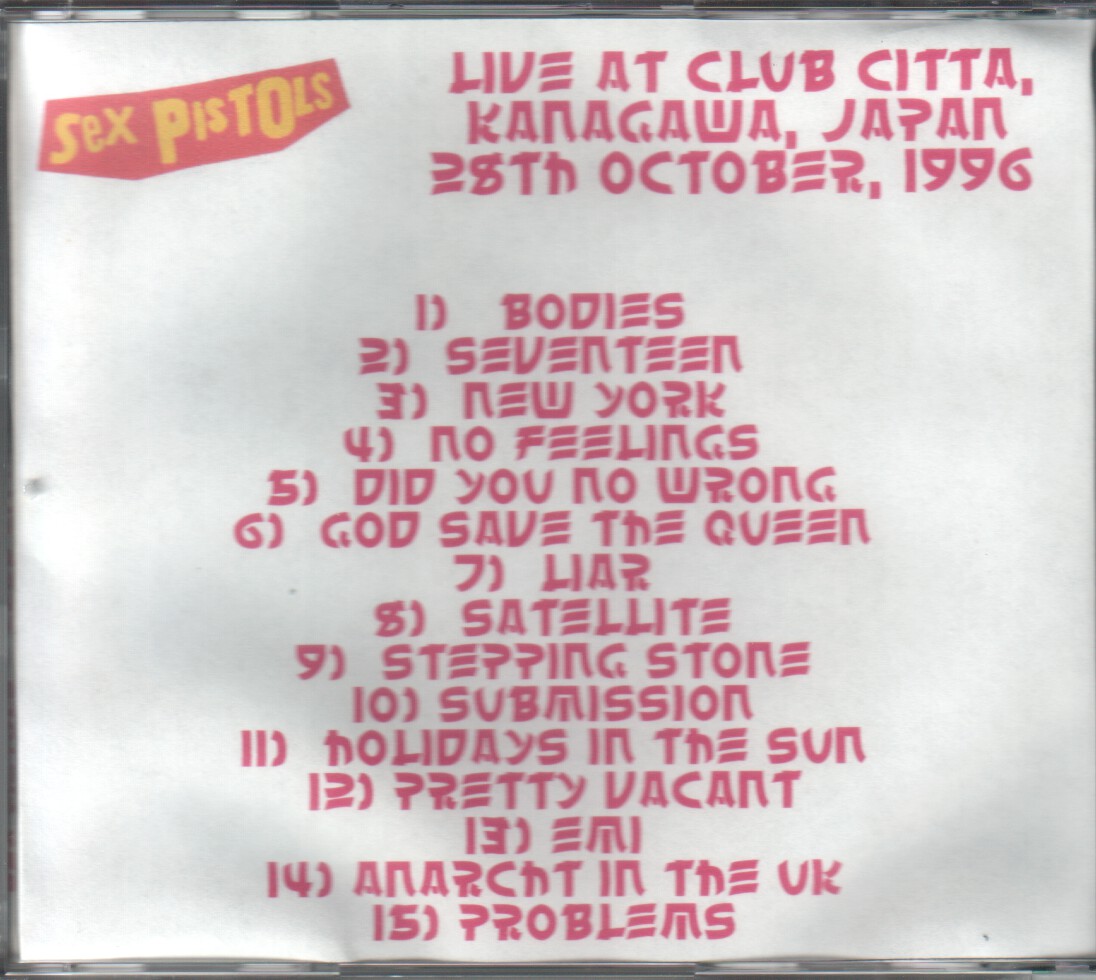 Sex PISTOLS
LIVE AT CLUB CITTA,
KANAGAWA, JAPAN
28Th OCTOBER, 1996
1) BODIES
2) SEVENTEEN
3) NEW YORK
4) NO FEELINGS
5) DID YOU NO WRONG
6) GOD SAVE THE QUEEN
7) LIAR
8) SATELLITE
9) STEPPING STONE
10) SUBMISSION
11) HOLIDAYS IN THE SUN
12) PRETTY VACANT
13) EMI
14) ANARCHT IN THE UK
15) PROBLEMS